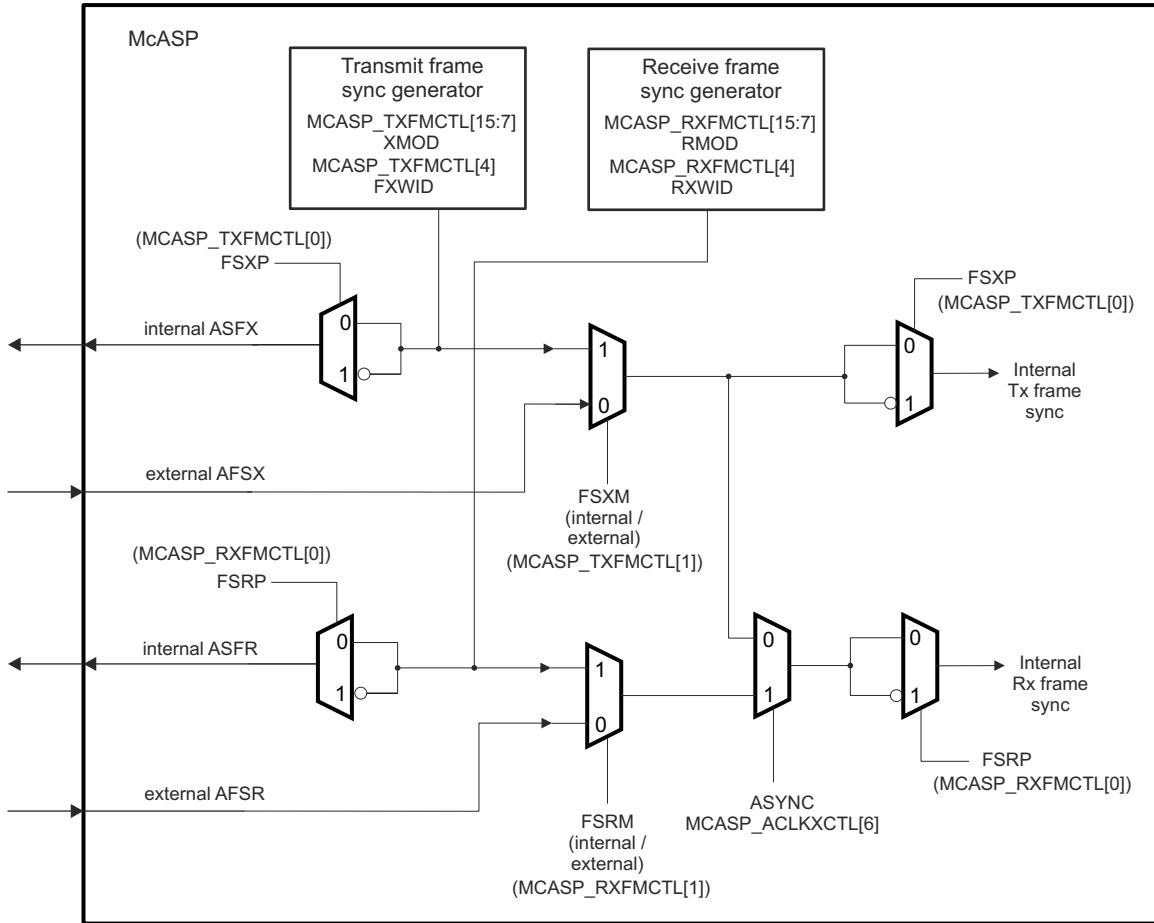 McASP
Transmit frame
sync generator
MCASP_TXFMCTL[15:7]
XMOD
MCASP_TXFMCTL[4]
FXWID
Receive frame
sync generator
MCASP_RXFMCTL[15:7]
RMOD
MCASP_RXFMCTL[4]
RXWID
(MCASP_TXFMCTL[0])
FSXP
internal ASFX
0
1
1
0
FSXP
(MCASP_TXFMCTL[0])
0
1
Internal
Tx frame
sync
external AFSX
FSXM
(internal /
external)
(MCASP_TXFMCTL[1])
(MCASP_RXFMCTL[0])
FSRP
internal ASFR
0
1
1
0
0
1
0
1
Internal
Rx frame
sync
external AFSR
FSRM
(internal /
external)
(MCASP_RXFMCTL[1])
ASYNC
MCASP_ACLKXCTL[6]
FSRP
(MCASP_RXFMCTL[0])